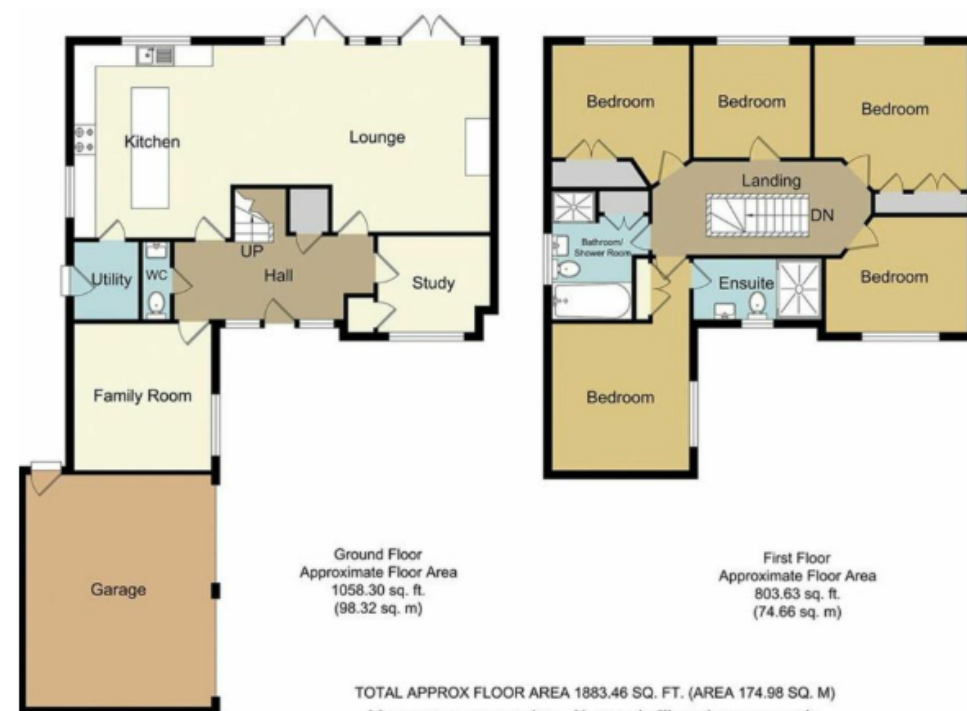 Kitchen
Lounge
UP
Hall
Utility
WC
Study
Family Room
Garage
Ground Floor
Approximate Floor Area
1058.30 sq. ft.
(98.32 sq. m)
Bedroom
Bedroom
Bedroom
Landing
DN
Bathroom/
Shower Room
Ensuite
Bedroom
Bedroom
First Floor
Approximate Floor Area
803.63 sq. ft.
(74.66 sq. m)
TOTAL APPROX FLOOR AREA 1883.46 SQ. FT. (AREA 174.98 SQ. M)